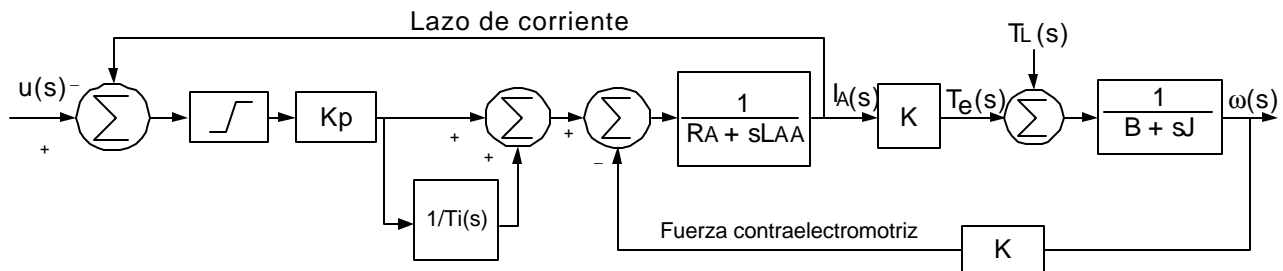 Lazo de corriente
TL(s)
u(s)
−
+
Σ
Kp
+
+
Σ
+
−
Σ
1
RA + sLAA
IA(s)
K
Te(s)
Σ
1
B + sJ
ω(s)
1/Ti(s)
Fuerza contraelectromotriz
K